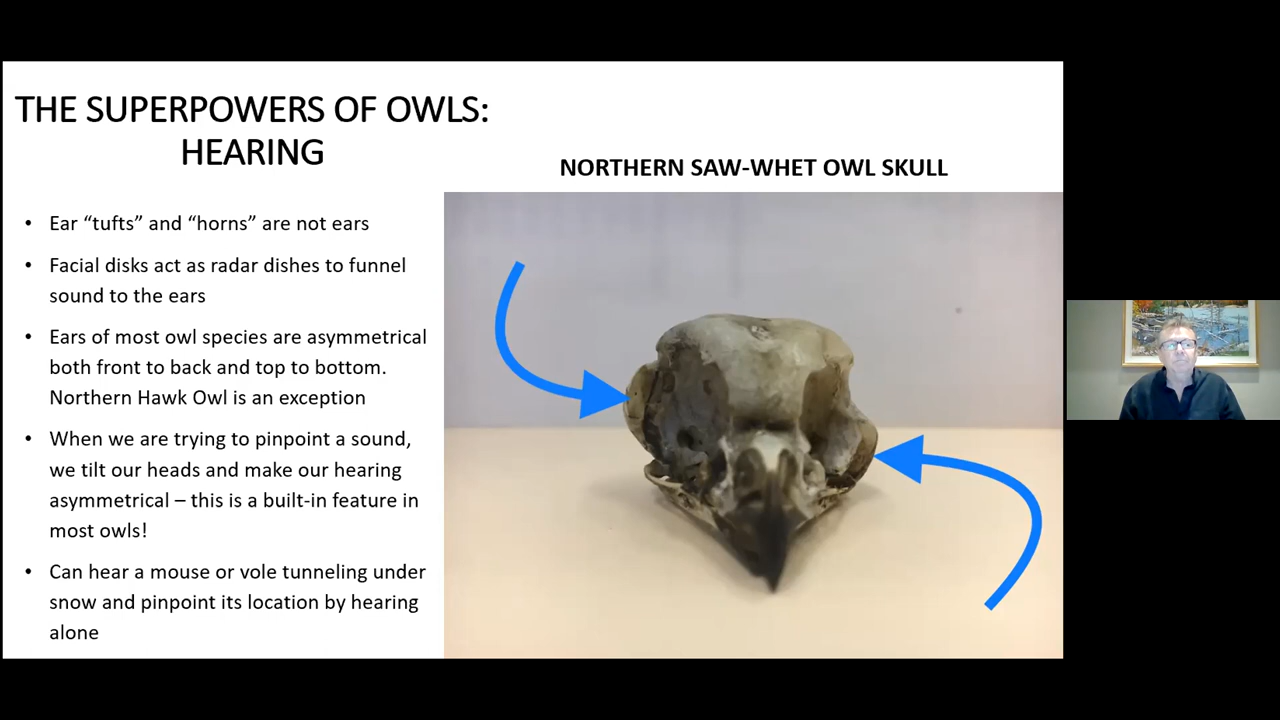 THE SUPERPOWERS OF OWLS:
HEARING
NORTHERN SAW-WHET OWL SKULL
• Ear “tufts” and “horns” are not ears
• Facial disks act as radar dishes to funnel
sound to the ears
• Ears of most owl species are asymmetrical
both front to back and top to bottom.
Northern Hawk Owl is an exception
• When we are trying to pinpoint a sound,
we tilt our heads and make our hearing
asymmetrical – this is a built-in feature in
most owls!
• Can hear a mouse or vole tunneling under
snow and pinpoint its location by hearing
alone